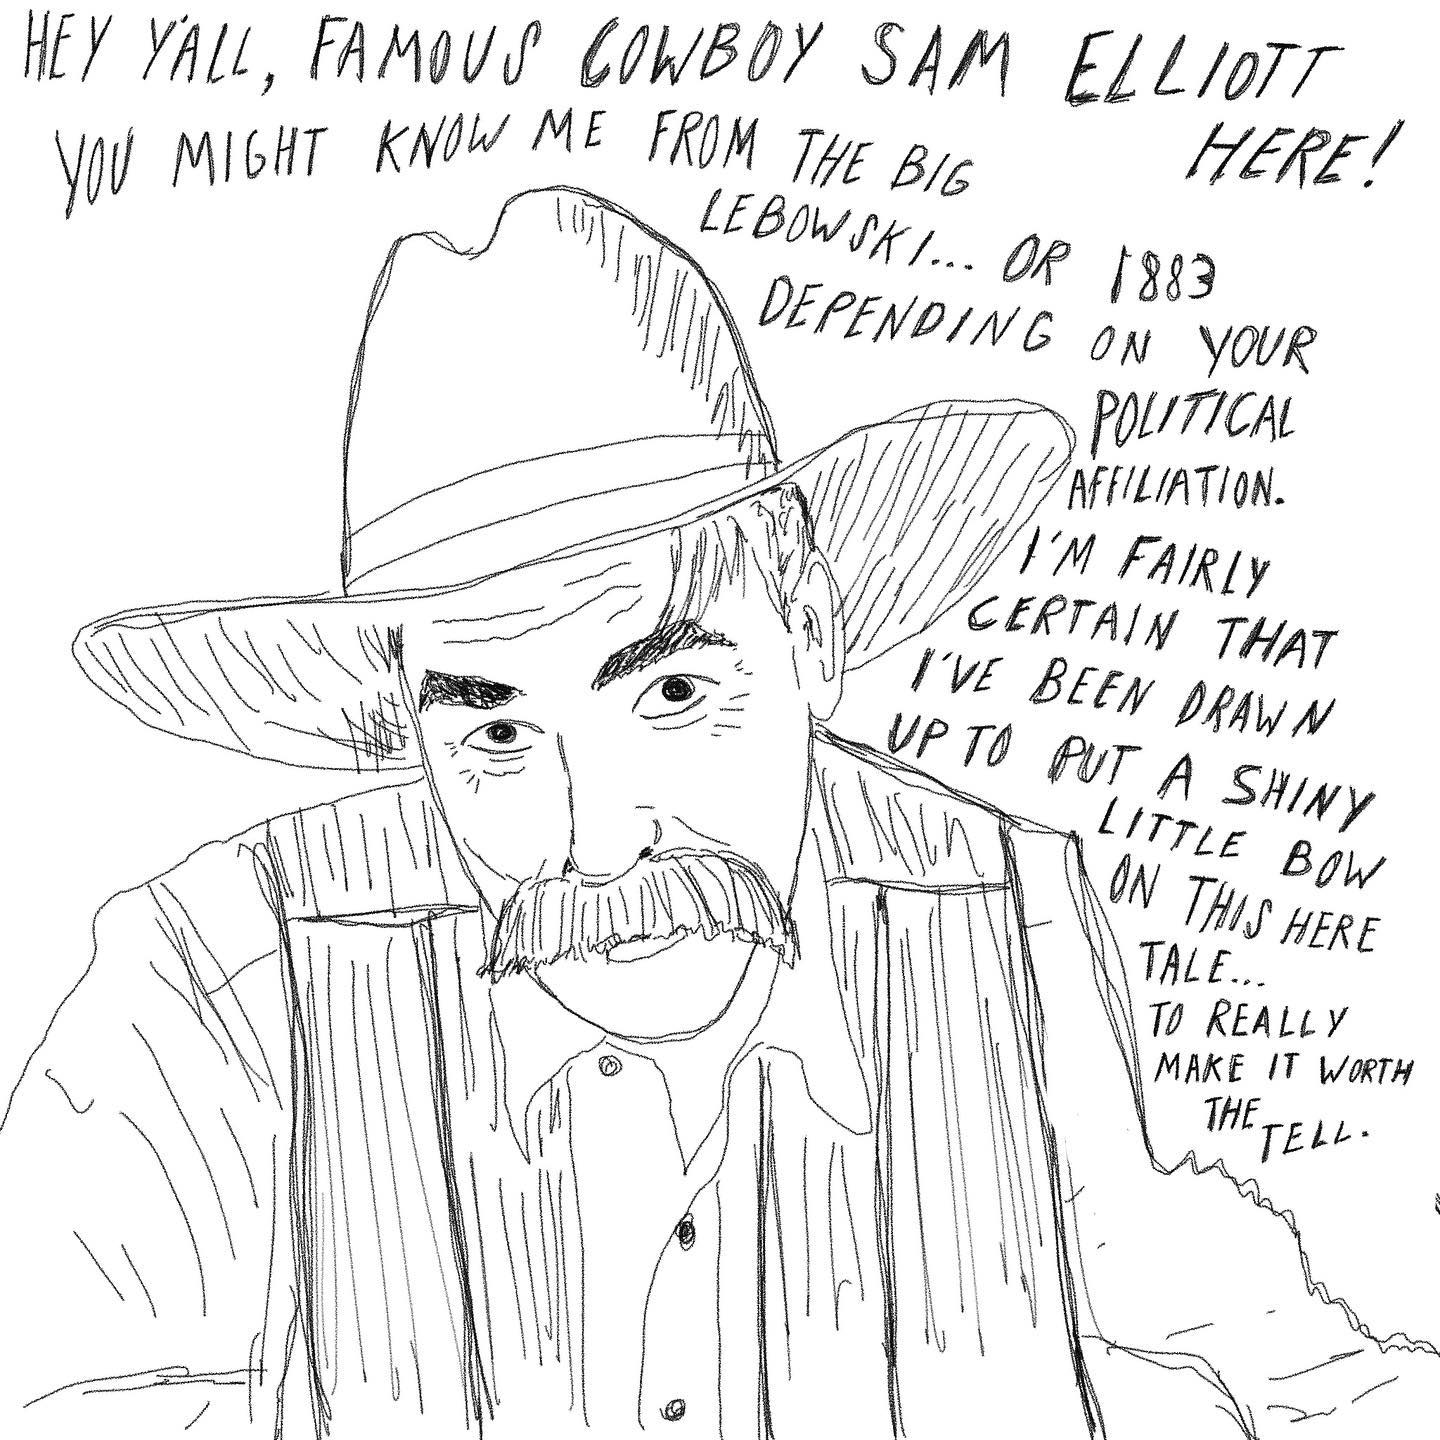 HEY Y'ALL, FAMOUS COWBOY SAM ELLIOTT
HERE!
YOU MIGHT KNOW ME FROM THE BIG
LEBOWSKI... OR 1883
DEPENDING ON YOUR
POLITICAL
AFFILIATION.
I'M FAIRLY
CERTAIN THAT
I'VE BEEN DRAWN
UP TO PUT A SHINY
LITTLE BOW
ON THIS HERE
TALE...
TO REALLY
MAKE IT WORTH
THE
TELL.